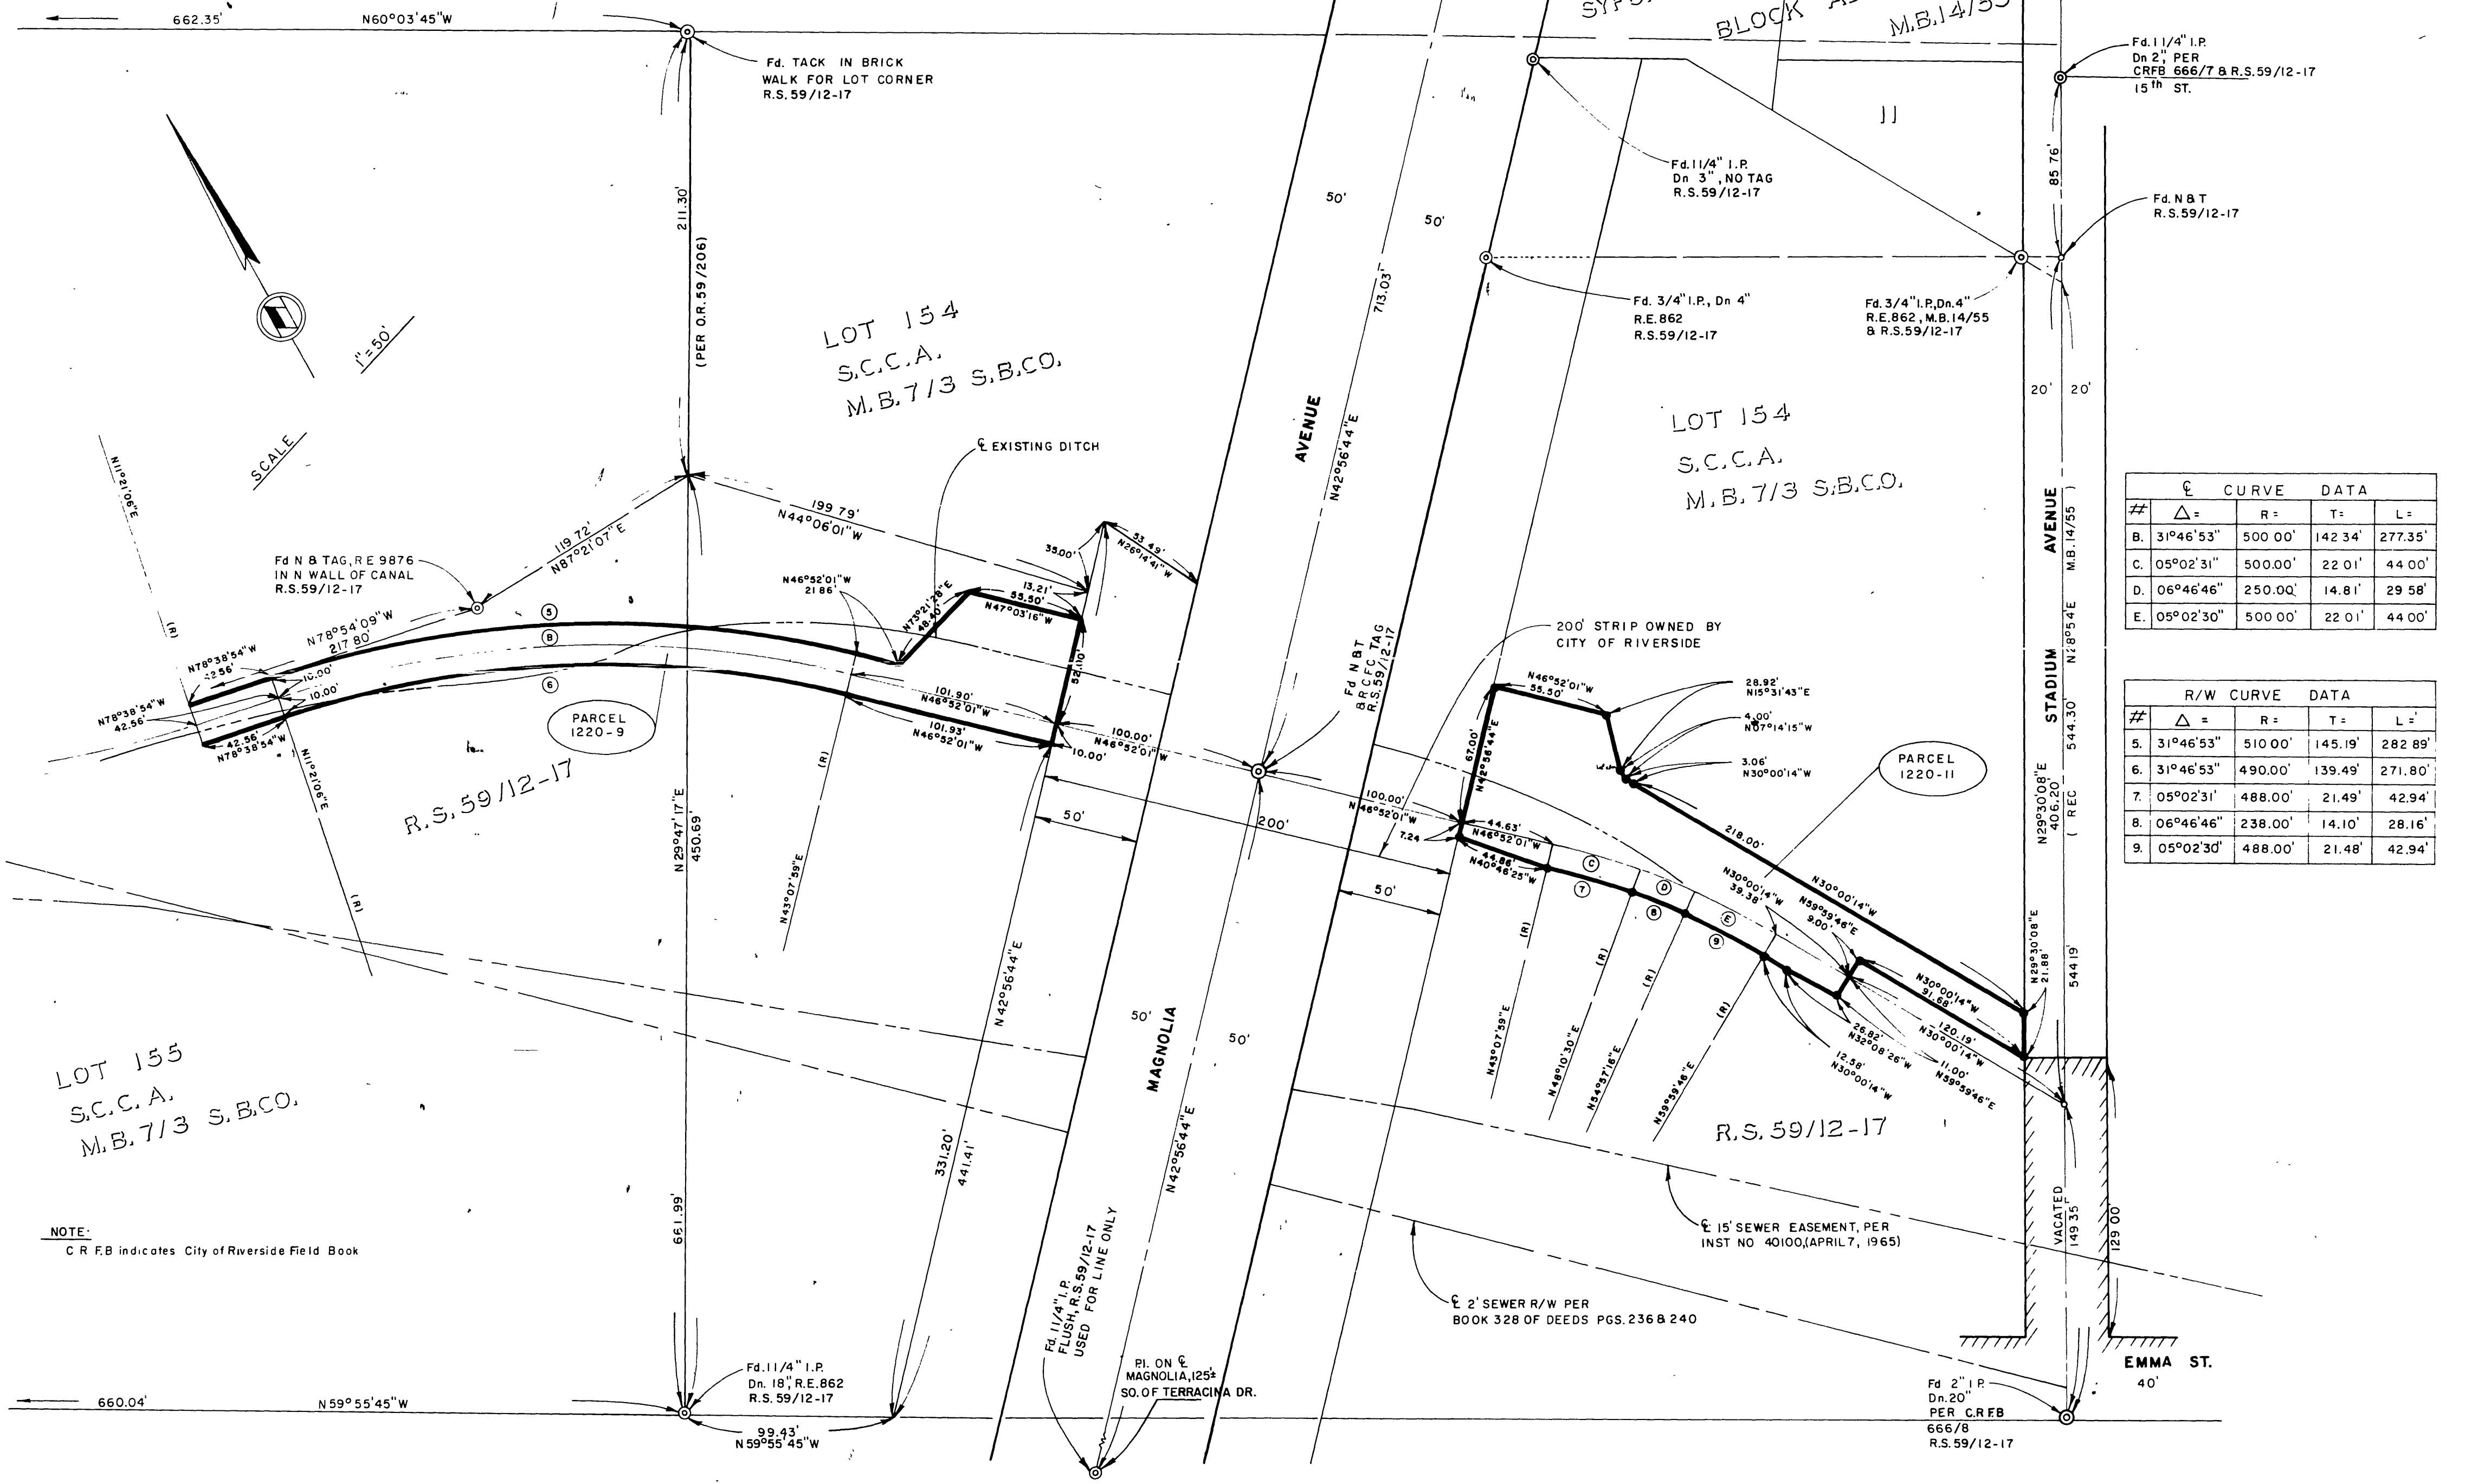 662.35' N60°03'45"W
Fd. TACK IN BRICK
WALK FOR LOT CORNER
R.S. 59/12-17
BLOCK
M.B.14/55
Fd. 1 1/4" I.P.
Dn 2", PER
CRFB 666/7 & R.S. 59/12-17
15th ST.
11
85 76'
Fd. 1 1/4" I.P.
Dn 3", NO TAG
R.S. 59/12-17
Fd. N & T
R.S. 59/12-17
211.30'
(PER O.R. 59/206)
50'
50'
713.03'
Fd. 3/4" I.P., Dn 4"
R.E. 862
R.S. 59/12-17
Fd. 3/4" I.P., Dn. 4"
R.E. 862, M.B. 14/55
& R.S. 59/12-17
1"=50'
SCALE
LOT 154
S.C.C.A.
M.B. 7/3 S.B.CO.
AVENUE
N42°56'44"E
LOT 154
S.C.C.A.
M.B. 7/3 S.B.C.O.
20' 20'
N11°21'06"E
(R)
℄ EXISTING DITCH
199 79'
N44°06'01"W
119 72'
N87°21'07"E
Fd N & TAG, R E 9876
IN N WALL OF CANAL
R.S. 59/12-17
N78°54'09"W
217 80'
N46°52'01"W
21 86'
N73°21'28"E
48.40'
35.00'
53.49'
N26°14'41"W
13.21'
55.50'
N47°03'16"W
52.10'
5
B
6
N78°38'54"W
42.56'
10.00'
10.00'
N78°38'54"W
42.56'
42.56'
N78°38'54"W
N11°21'06"E
(R)
PARCEL
1220-9
101.90'
N46°52'01"W
101.93'
N46°52'01"W
10.00'
100.00'
N46°52'01"W
R.S. 59/12-17
N29°47'17"E
450.69'
(R)
N43°07'59"E
50'
200'
Fd N & T
& R C F C TAG
R.S. 59/12-17
200' STRIP OWNED BY
CITY OF RIVERSIDE
N46°52'01"W
55.50'
28.92'
N15°31'43"E
4.00'
N07°14'15"W
3.06'
N30°00'14"W
67.00'
N42°56'44"E
100.00'
N46°52'01"W
7.24
44.63'
N46°52'01"W
44.86'
N40°46'25"W
C
D
E
7
8
9
PARCEL
1220-11
218.00'
N30°00'14"W
N30°00'14"W
39.38'
N59°59'46"E
9.00'
N30°00'14"W
91.68'
120.19'
N30°00'14"W
26.82'
N32°08'26"W
12.58'
N30°00'14"W
11.00'
N59°59'46"E
50'
(R)
(R)
(R)
(R)
N43°07'59"E
N48°10'30"E
N54°57'16"E
N59°59'46"E
STADIUM AVENUE
N28°54'E M.B. 14/55 )
544.30'
( REC
N29°30'08"E
406.20'
N29°30'08"E
21.88'
544 19'
℄ CURVE DATA
# △= R= T= L=
B. 31°46'53" 500 00' 142 34' 277.35'
C. 05°02'31" 500.00' 22 01' 44 00'
D. 06°46'46" 250.00' 14.81' 29 58'
E. 05°02'30" 500 00' 22 01' 44 00'
R/W CURVE DATA
# △ = R= T= L='
5. 31°46'53" 510 00' 145.19' 282 89'
6. 31°46'53" 490.00' 139.49' 271.80'
7. 05°02'31' 488.00' 21.49' 42.94'
8. 06°46'46" 238.00' 14.10' 28.16'
9. 05°02'30" 488.00' 21.48' 42.94'
LOT 155
S.C.C.A.
M.B. 7/3 S.B.CO.
N42°56'44"E
50'
50'
MAGNOLIA
N42°56'44"E
331.20'
441.41'
661.99'
R.S. 59/12-17
℄ 15' SEWER EASEMENT, PER
INST NO 40100,(APRIL 7, 1965)
℄ 2' SEWER R/W PER
BOOK 328 OF DEEDS PGS. 236 & 240
VACATED
149 35'
129 00'
NOTE:
C R F.B indicates City of Riverside Field Book
Fd. 1 1/4" I.P.
FLUSH, R.S. 59/12-17
USED FOR LINE ONLY
P.I. ON ℄
MAGNOLIA, 125'±
SO. OF TERRACINA DR.
EMMA ST.
40'
Fd. 1 1/4" I.P.
Dn. 18", R.E. 862
R.S. 59/12-17
660.04' N59°55'45"W
99.43'
N59°55'45"W
Fd 2" I P.
Dn. 20"
PER C.R.F.B
666/8
R.S. 59/12-17